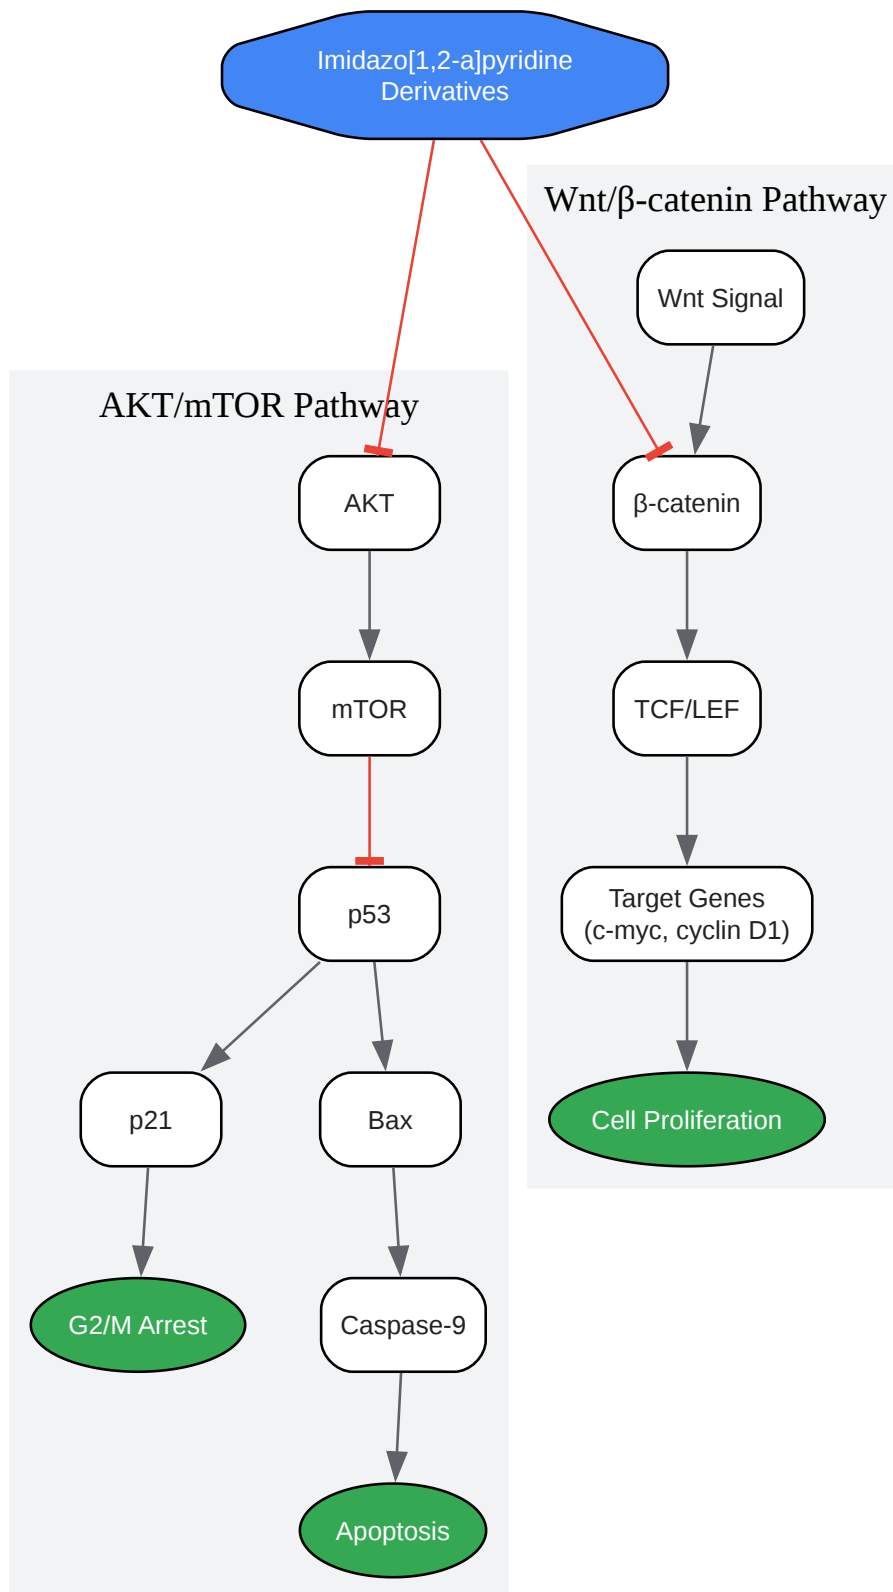 Imidazo[1,2-a]pyridine
Derivatives
Wnt/β-catenin Pathway
Wnt Signal
AKT/mTOR Pathway
AKT
β-catenin
mTOR
TCF/LEF
p53
Target Genes
(c-myc, cyclin D1)
p21
Bax
Cell Proliferation
G2/M Arrest
Caspase-9
Apoptosis